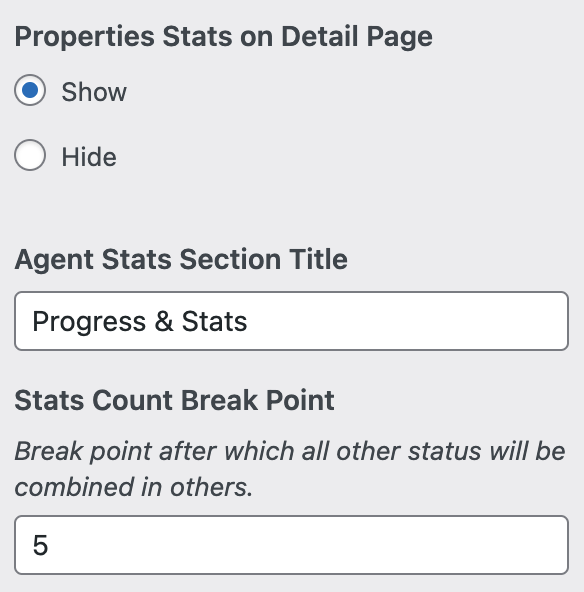 Properties Stats on Detail Page
Show
Hide
Agent Stats Section Title
Progress & Stats
Stats Count Break Point
Break point after which all other status will be
combined in others.
5